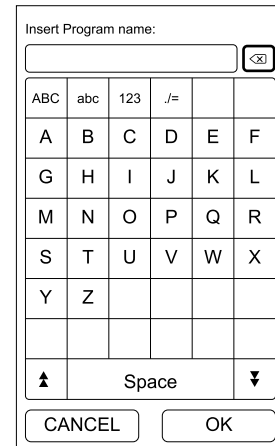 Insert Program name:
ABC abc 123 ./=
A B C D E F
G H I J K L
M N O P Q R
S T U V W X
Y Z
Space
CANCEL OK